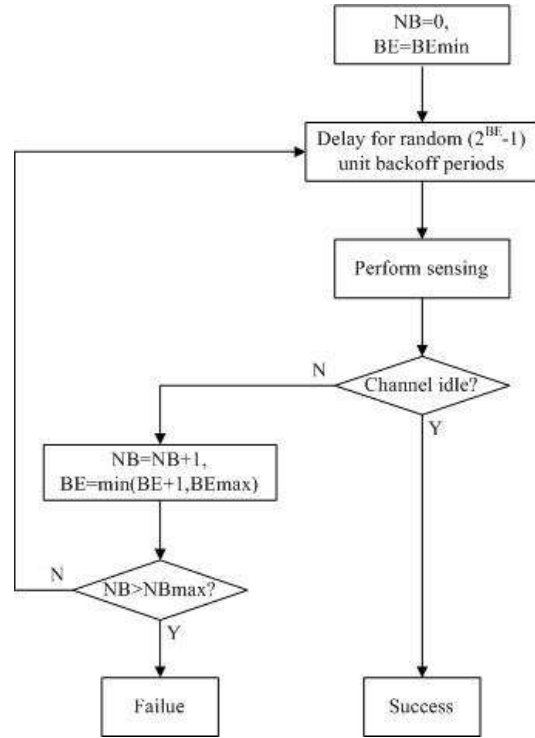 NB=0,
BE=BEmin
Delay for random (2^BE-1)
unit backoff periods
Perform sensing
Channel idle?
N
Y
NB=NB+1,
BE=min(BE+1,BEmax)
NB>NBmax?
N
Y
Failue
Success